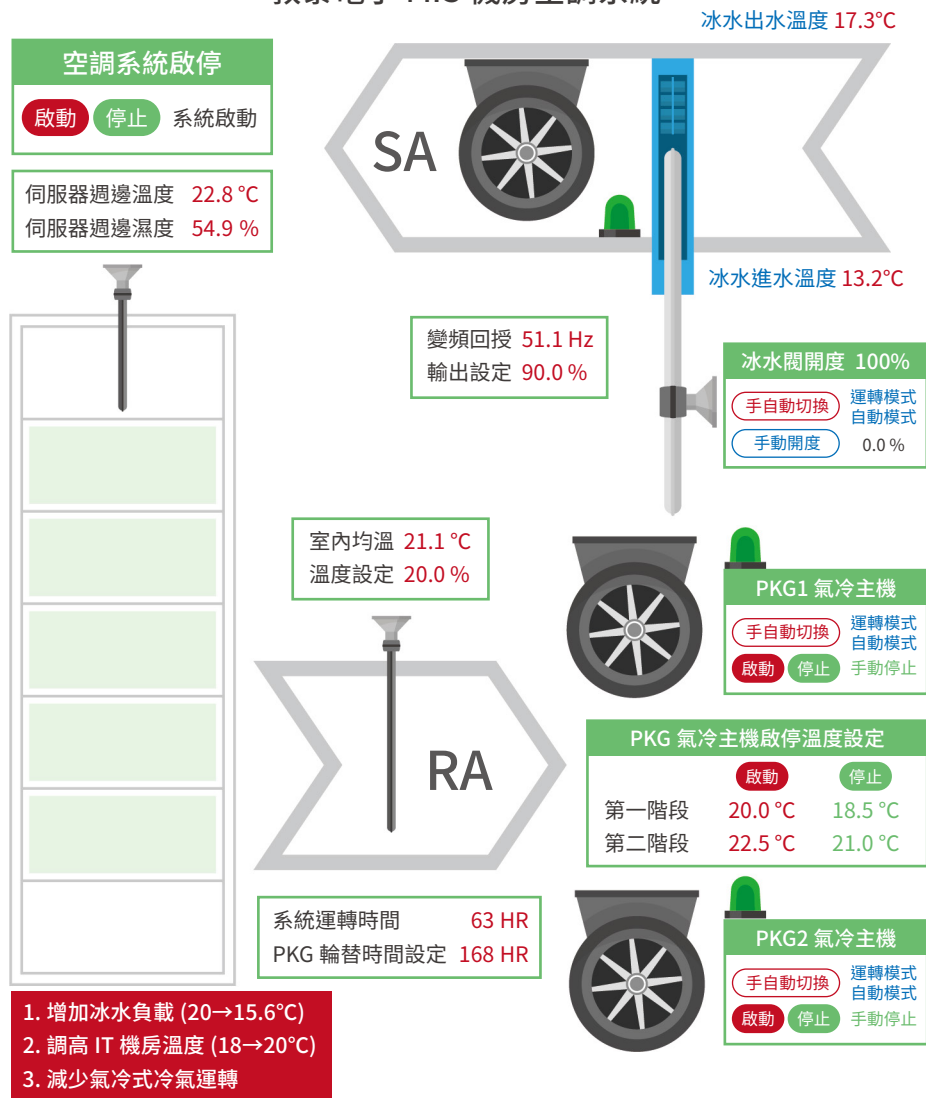 冰水出水溫度 17.3°C
空調系統啟停
啟動 停止 系統啟動
SA
伺服器週邊溫度 22.8 °C
伺服器週邊濕度 54.9 %
冰水進水溫度 13.2°C
變頻回授 51.1 Hz
輸出設定 90.0 %
冰水閥開度 100%
手自動切換 運轉模式
自動模式
手動開度 0.0 %
室內均溫 21.1 °C
溫度設定 20.0 %
PKG1 氣冷主機
手自動切換 運轉模式
自動模式
啟動 停止 手動停止
RA
PKG 氣冷主機啟停溫度設定
啟動 停止
第一階段 20.0 °C 18.5 °C
第二階段 22.5 °C 21.0 °C
系統運轉時間 63 HR
PKG 輪替時間設定 168 HR
PKG2 氣冷主機
手自動切換 運轉模式
自動模式
啟動 停止 手動停止
1. 增加冰水負載 (20→15.6°C)
2. 調高 IT 機房溫度 (18→20°C)
3. 減少氣冷式冷氣運轉